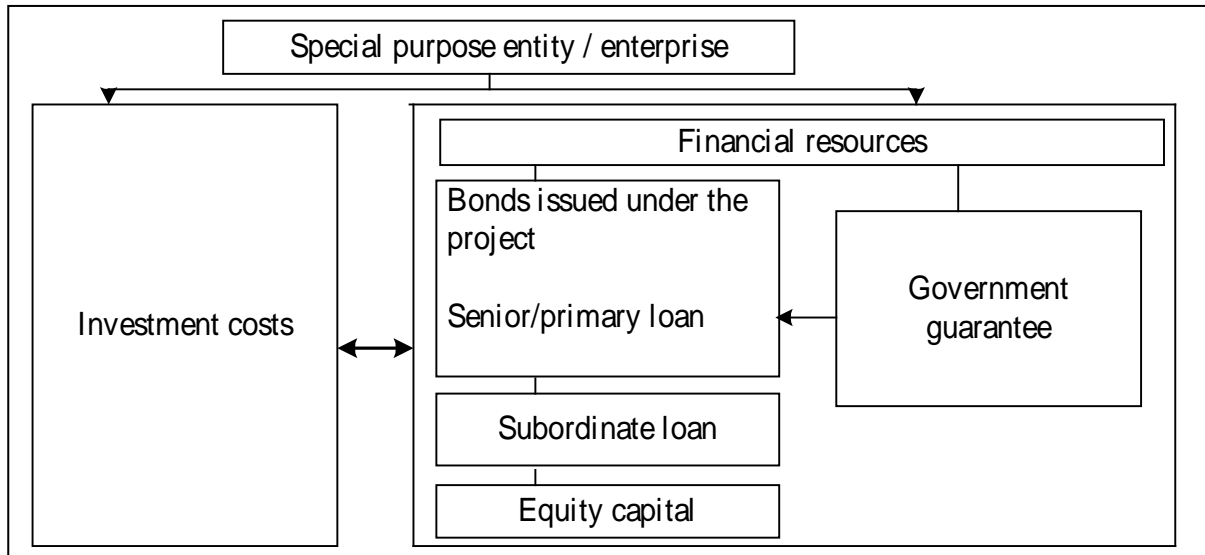 Special purpose entity / enterprise
Financial resources
Bonds issued under the
project
Senior/primary loan
Government
guarantee
Investment costs
Subordinate loan
Equity capital